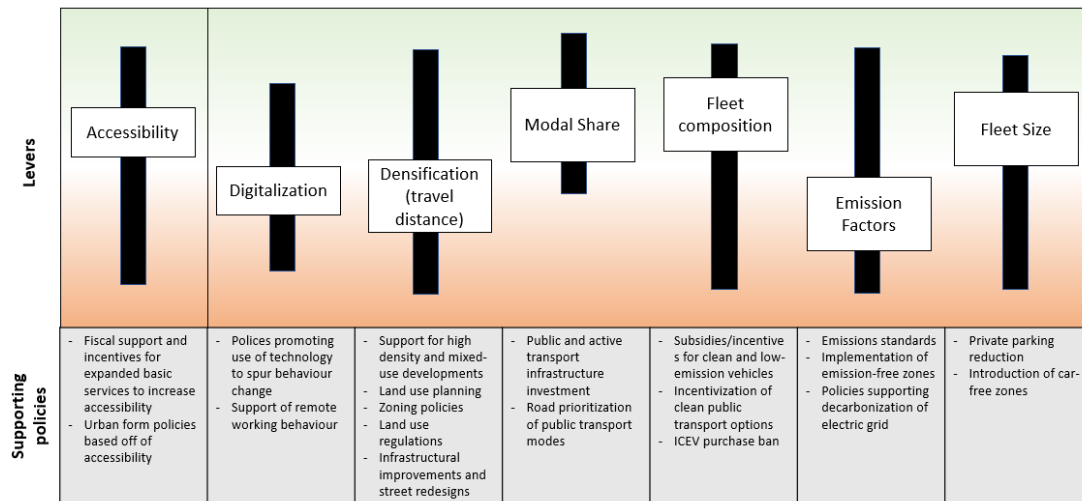 Levers
Accessibility
Digitalization
Densification
(travel
distance)
Modal Share
Fleet
composition
Emission
Factors
Fleet Size
Supporting
policies
- Fiscal support and
incentives for
expanded basic
services to increase
accessibility
- Urban form policies
based off of
accessibility
- Polices promoting
use of technology
to spur behaviour
change
- Support of remote
working behaviour
- Support for high
density and mixed-
use developments
- Land use planning
- Zoning policies
- Land use
regulations
- Infrastructural
improvements and
street redesigns
- Public and active
transport
infrastructure
investment
- Road prioritization
of public transport
modes
- Subsidies/incentive
s for clean and low-
emission vehicles
- Incentivization of
clean public
transport options
- ICEV purchase ban
- Emissions standards
- Implementation of
emission-free zones
- Policies supporting
decarbonization of
electric grid
- Private parking
reduction
- Introduction of car-
free zones